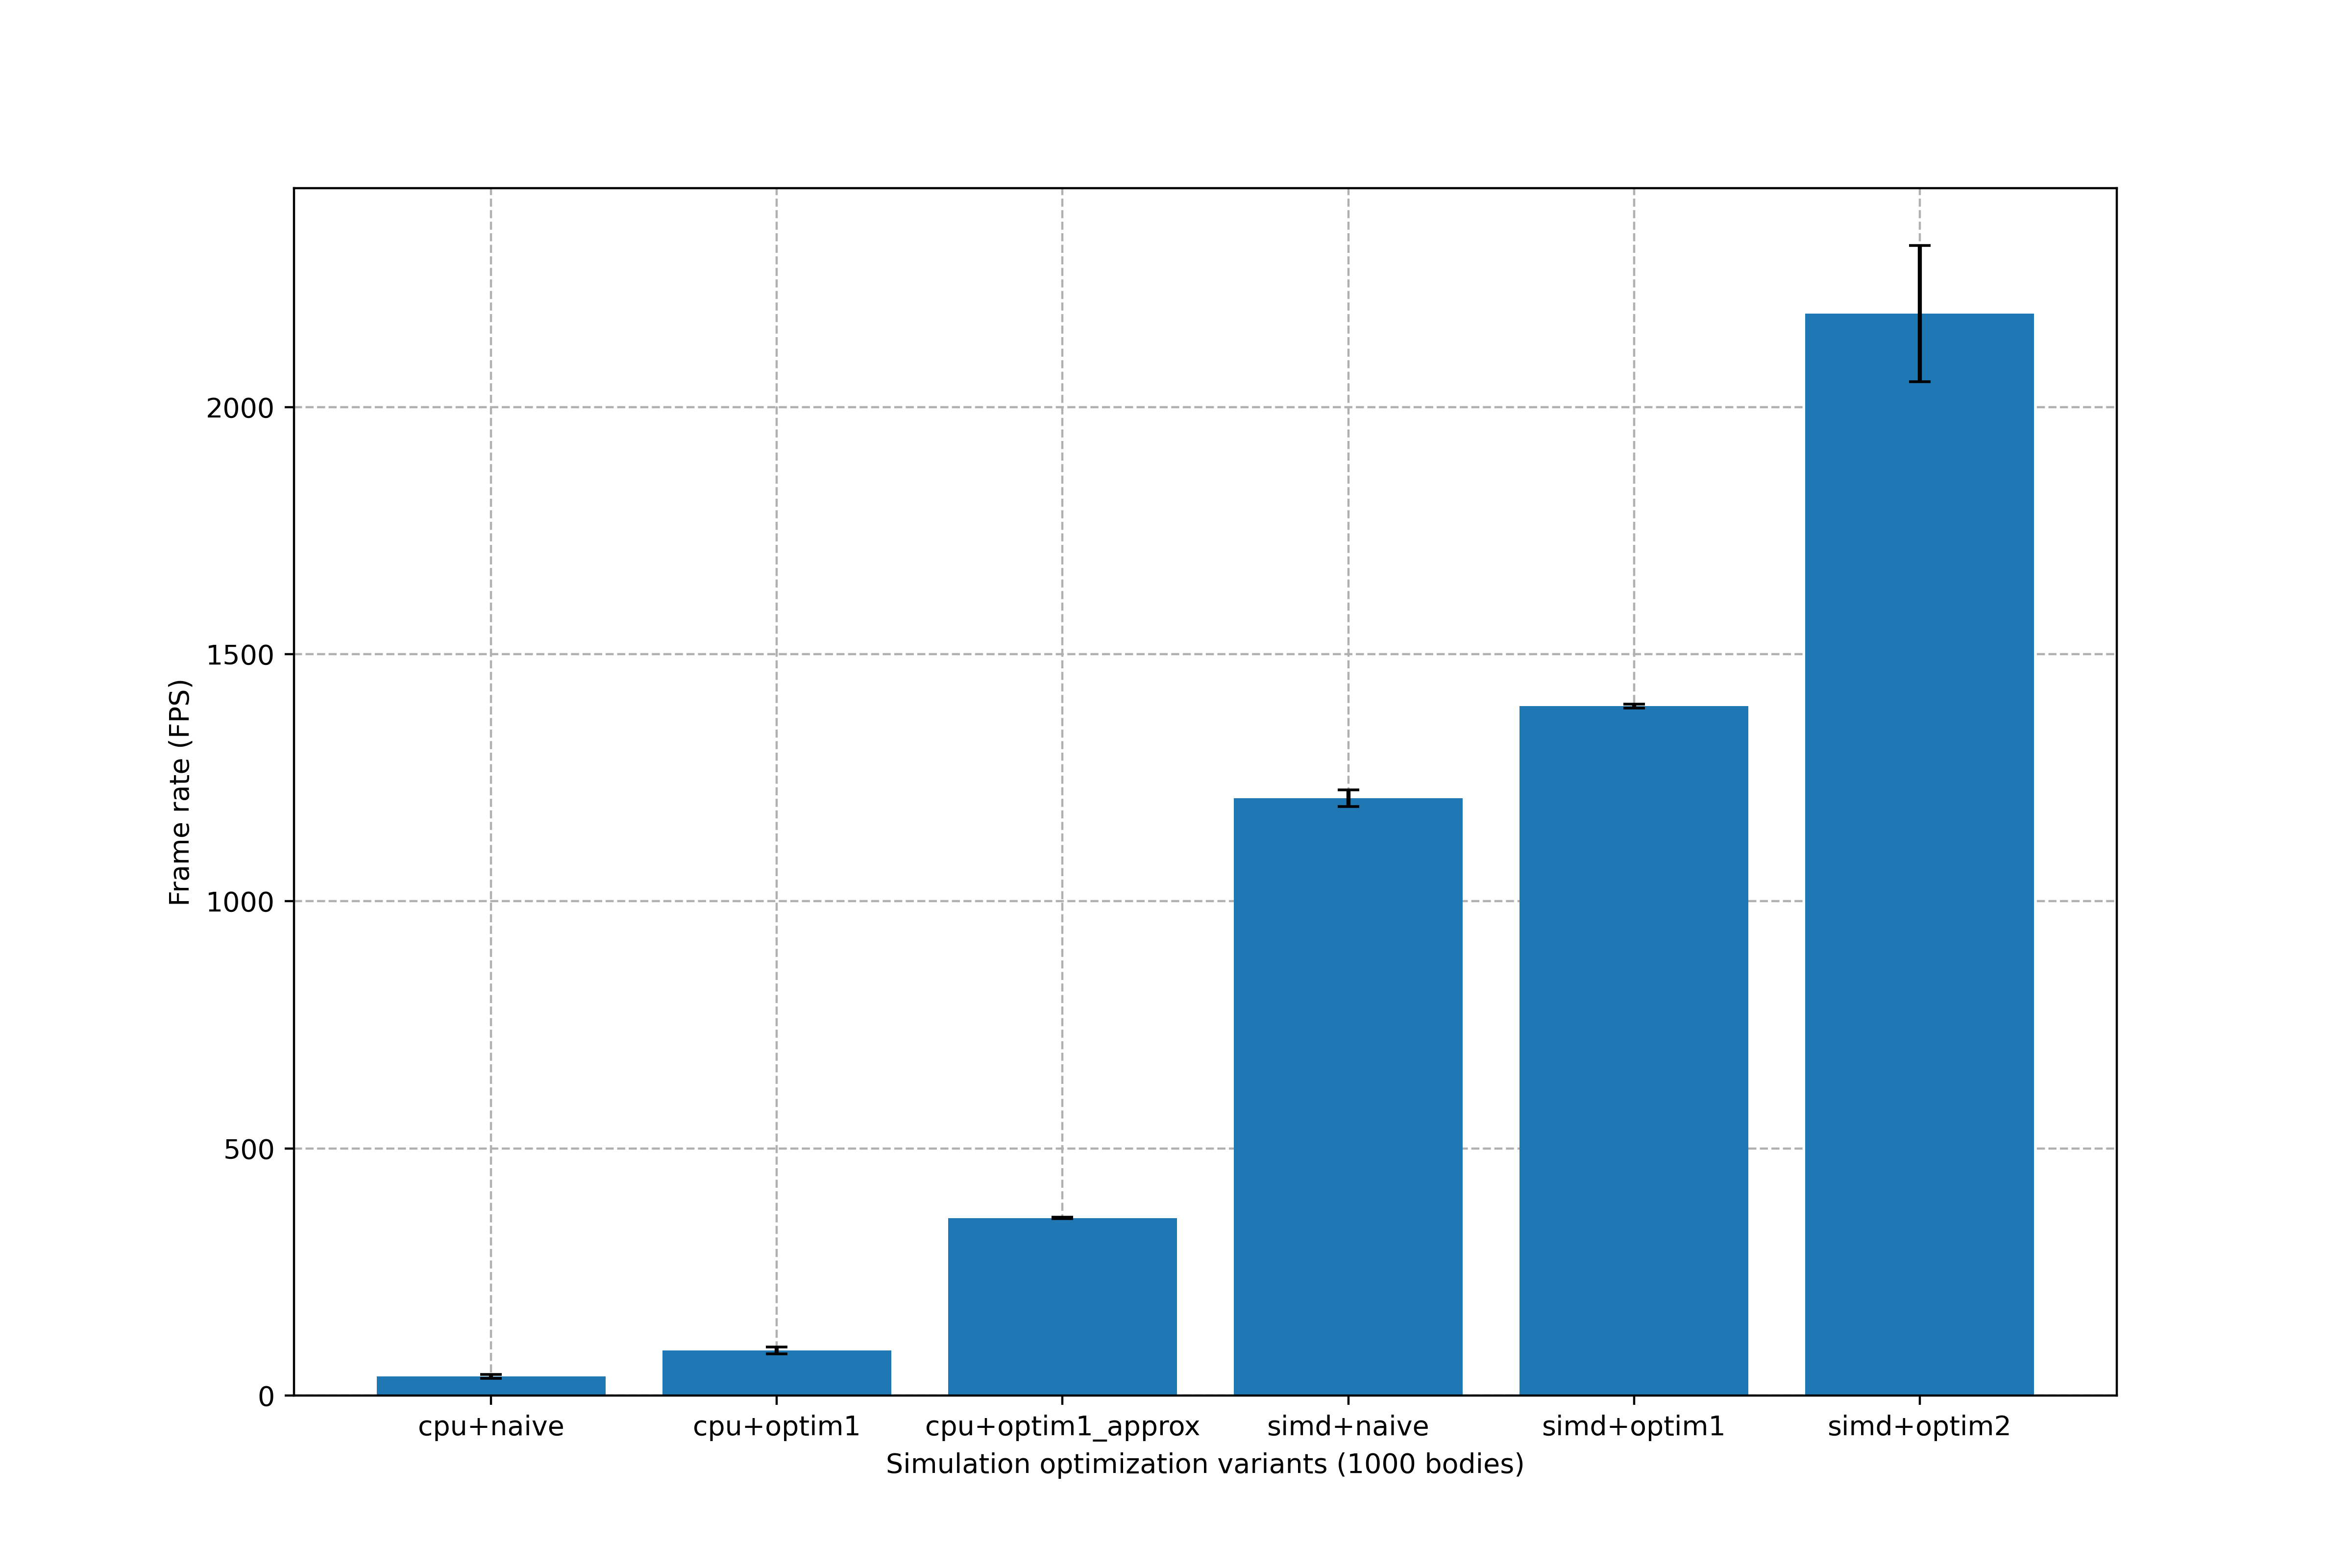 2000
1500
1000
500
0
Frame rate (FPS)
cpu+naive cpu+optim1 cpu+optim1_approx simd+naive simd+optim1 simd+optim2
Simulation optimization variants (1000 bodies)